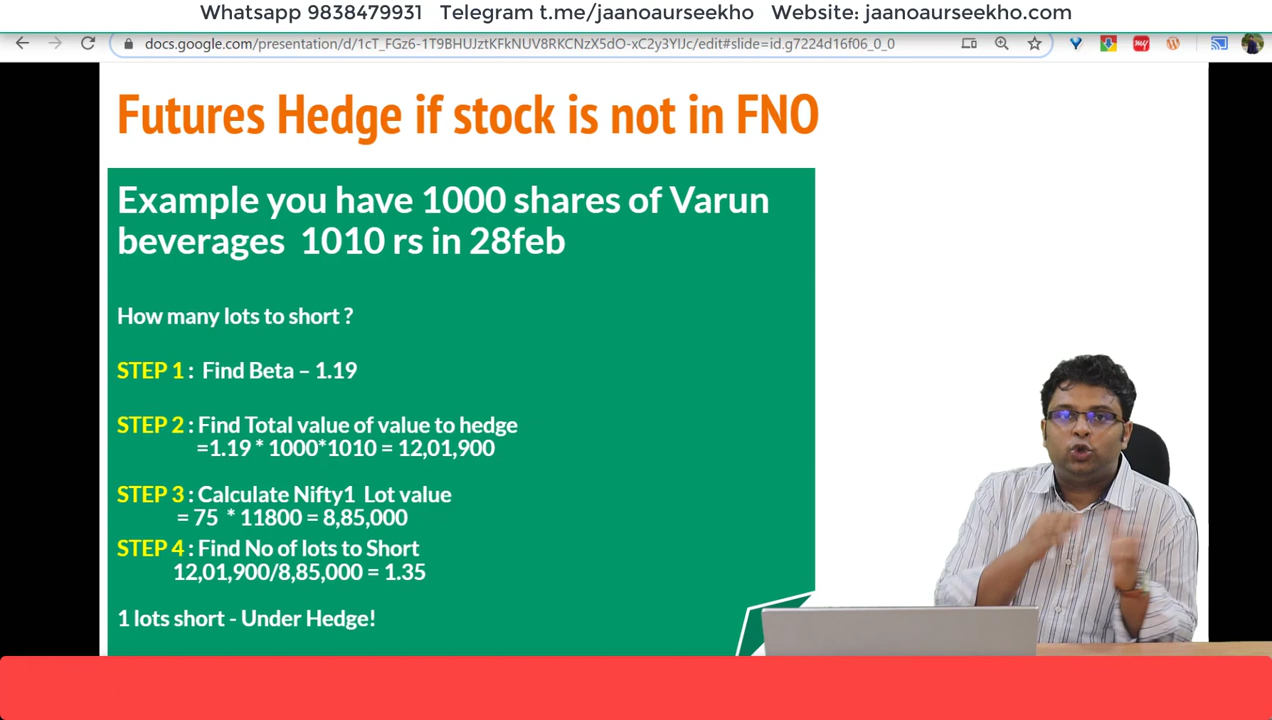 Whatsapp 9838479931 Telegram t.me/jaanoaurseekho Website: jaanoaurseekho.com
docs.google.com/presentation/d/1cT_FGz6-1T9BHUJztKFkNUV8RKCNzX5dO-xC2y3YIJc/edit#slide=id.g7224d16f06_0_0
Futures Hedge if stock is not in FNO
Example you have 1000 shares of Varun
beverages 1010 rs in 28feb
How many lots to short ?
STEP 1 : Find Beta – 1.19
STEP 2 : Find Total value of value to hedge
=1.19 * 1000*1010 = 12,01,900
STEP 3 : Calculate Nifty1 Lot value
= 75 * 11800 = 8,85,000
STEP 4 : Find No of lots to Short
12,01,900/8,85,000 = 1.35
1 lots short - Under Hedge!